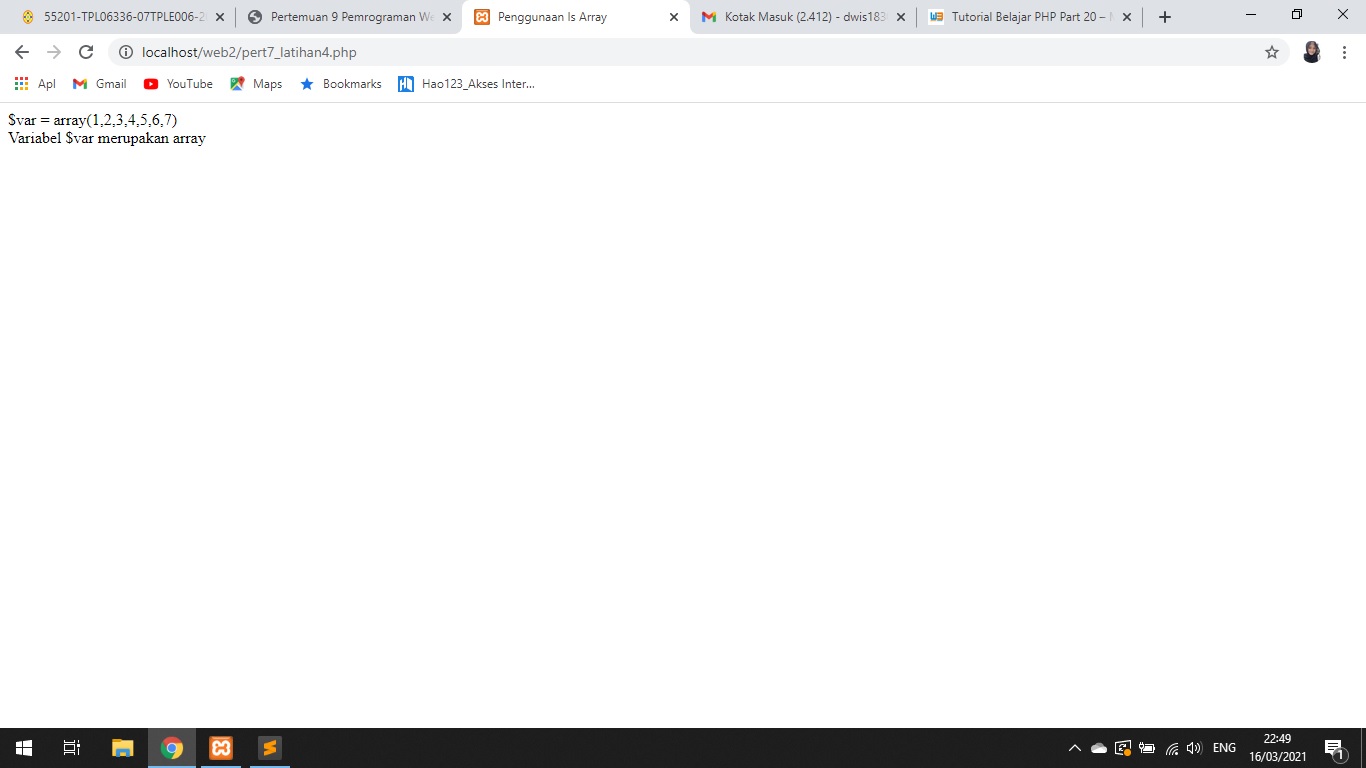 55201-TPL06336-07TPLE006-2
Pertemuan 9 Pemrograman We
Penggunaan Is Array
Kotak Masuk (2.412) - dwis183
Tutorial Belajar PHP Part 20 –
localhost/web2/pert7_latihan4.php
Apl
Gmail
YouTube
Maps
Bookmarks
Hao123_Akses Inter...
$var = array(1,2,3,4,5,6,7)
Variabel $var merupakan array
ENG
22:49
16/03/2021
1